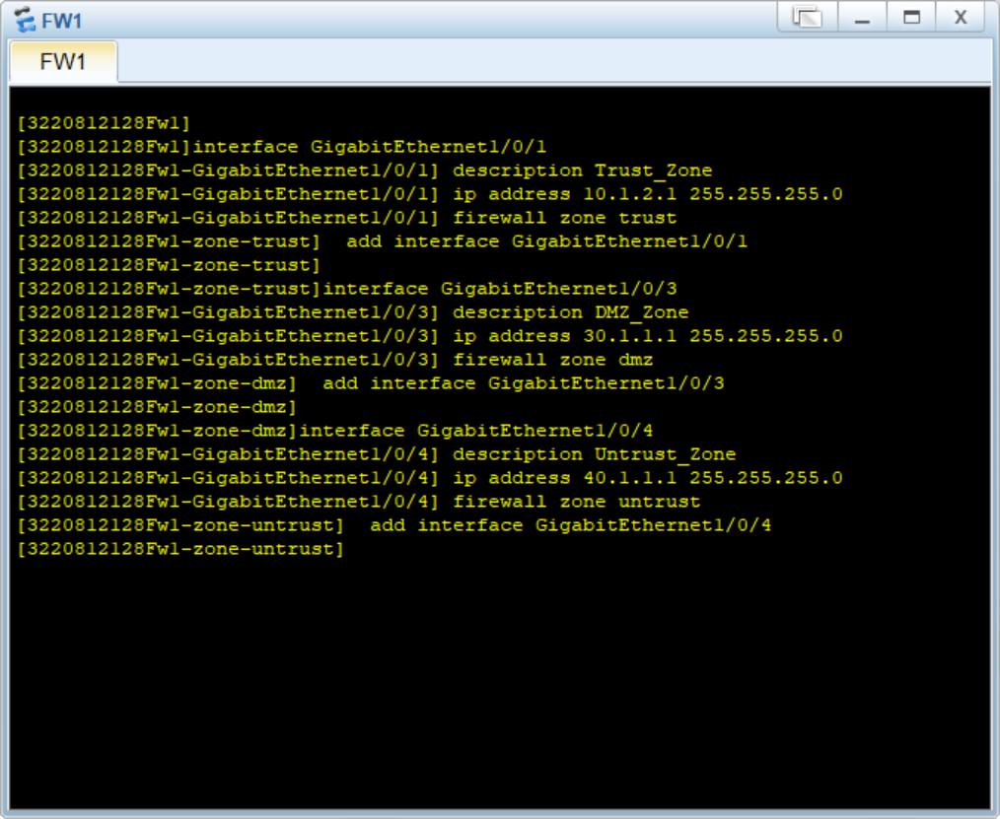 FW1
FW1
[3220812128Fw1]
[3220812128Fw1]interface GigabitEthernet1/0/1
[3220812128Fw1-GigabitEthernet1/0/1] description Trust_Zone
[3220812128Fw1-GigabitEthernet1/0/1] ip address 10.1.2.1 255.255.255.0
[3220812128Fw1-GigabitEthernet1/0/1] firewall zone trust
[3220812128Fw1-zone-trust]  add interface GigabitEthernet1/0/1
[3220812128Fw1-zone-trust]
[3220812128Fw1-zone-trust]interface GigabitEthernet1/0/3
[3220812128Fw1-GigabitEthernet1/0/3] description DMZ_Zone
[3220812128Fw1-GigabitEthernet1/0/3] ip address 30.1.1.1 255.255.255.0
[3220812128Fw1-GigabitEthernet1/0/3] firewall zone dmz
[3220812128Fw1-zone-dmz]  add interface GigabitEthernet1/0/3
[3220812128Fw1-zone-dmz]
[3220812128Fw1-zone-dmz]interface GigabitEthernet1/0/4
[3220812128Fw1-GigabitEthernet1/0/4] description Untrust_Zone
[3220812128Fw1-GigabitEthernet1/0/4] ip address 40.1.1.1 255.255.255.0
[3220812128Fw1-GigabitEthernet1/0/4] firewall zone untrust
[3220812128Fw1-zone-untrust]  add interface GigabitEthernet1/0/4
[3220812128Fw1-zone-untrust]